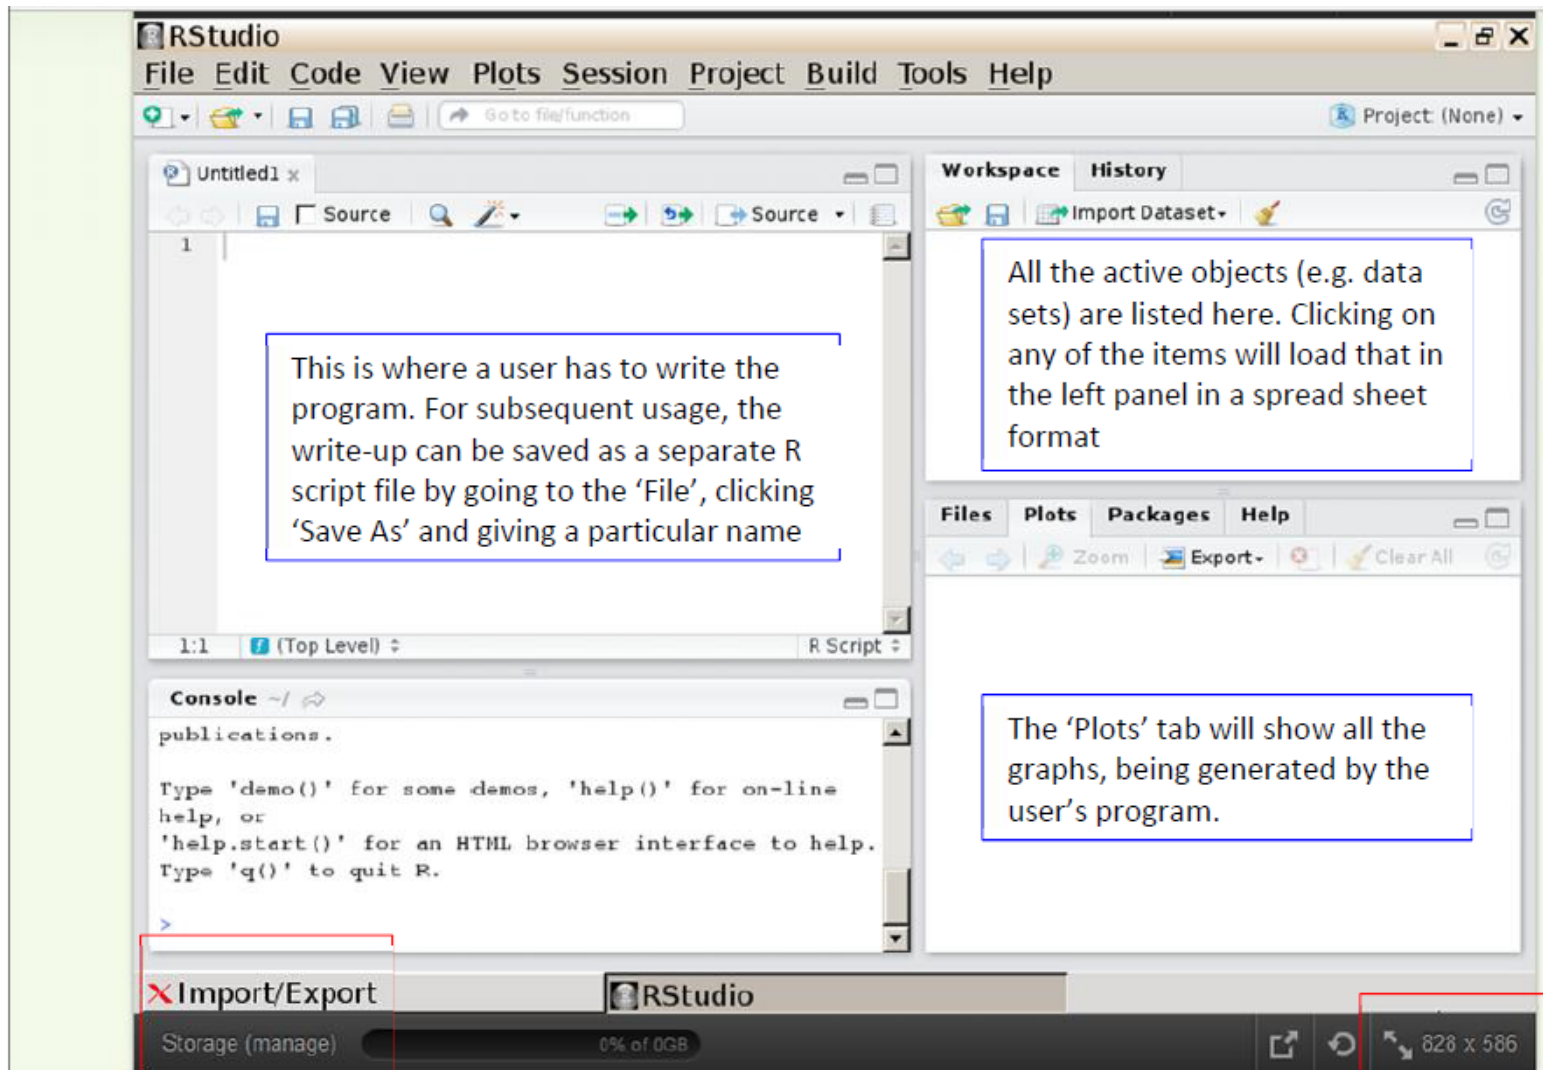 RStudio
File Edit Code View Plots Session Project Build Tools Help
Go to file/function
Project: (None)
Untitled1 x
Source
Source
1
This is where a user has to write the
program. For subsequent usage, the
write-up can be saved as a separate R
script file by going to the ‘File’, clicking
‘Save As’ and giving a particular name
1:1 (Top Level)
R Script
Workspace History
Import Dataset
All the active objects (e.g. data
sets) are listed here. Clicking on
any of the items will load that in
the left panel in a spread sheet
format
Console ~/
publications.
Type 'demo()' for some demos, 'help()' for on-line
help, or
'help.start()' for an HTML browser interface to help.
Type 'q()' to quit R.
>
Files Plots Packages Help
Zoom Export Clear All
The ‘Plots’ tab will show all the
graphs, being generated by the
user’s program.
Import/Export
RStudio
Storage (manage)
0% of 0GB
828 x 586